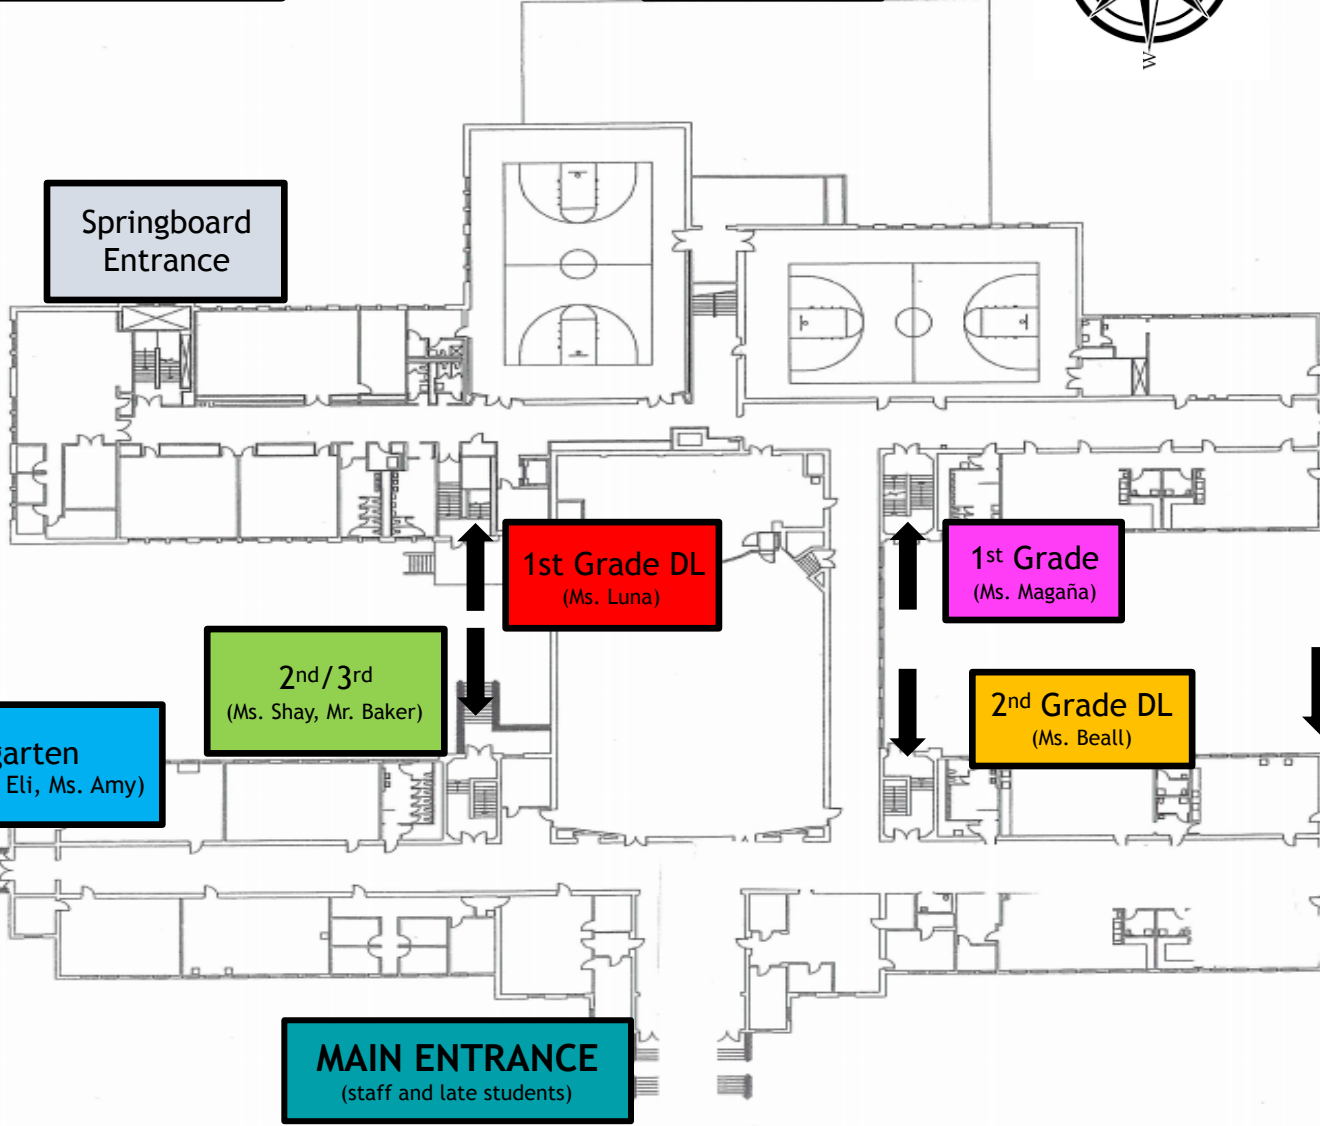 W
Springboard
Entrance
1st Grade DL
(Ms. Luna)
1st Grade
(Ms. Magaña)
2nd/3rd
(Ms. Shay, Mr. Baker)
2nd Grade DL
(Ms. Beall)
garten
Eli, Ms. Amy)
MAIN ENTRANCE
(staff and late students)